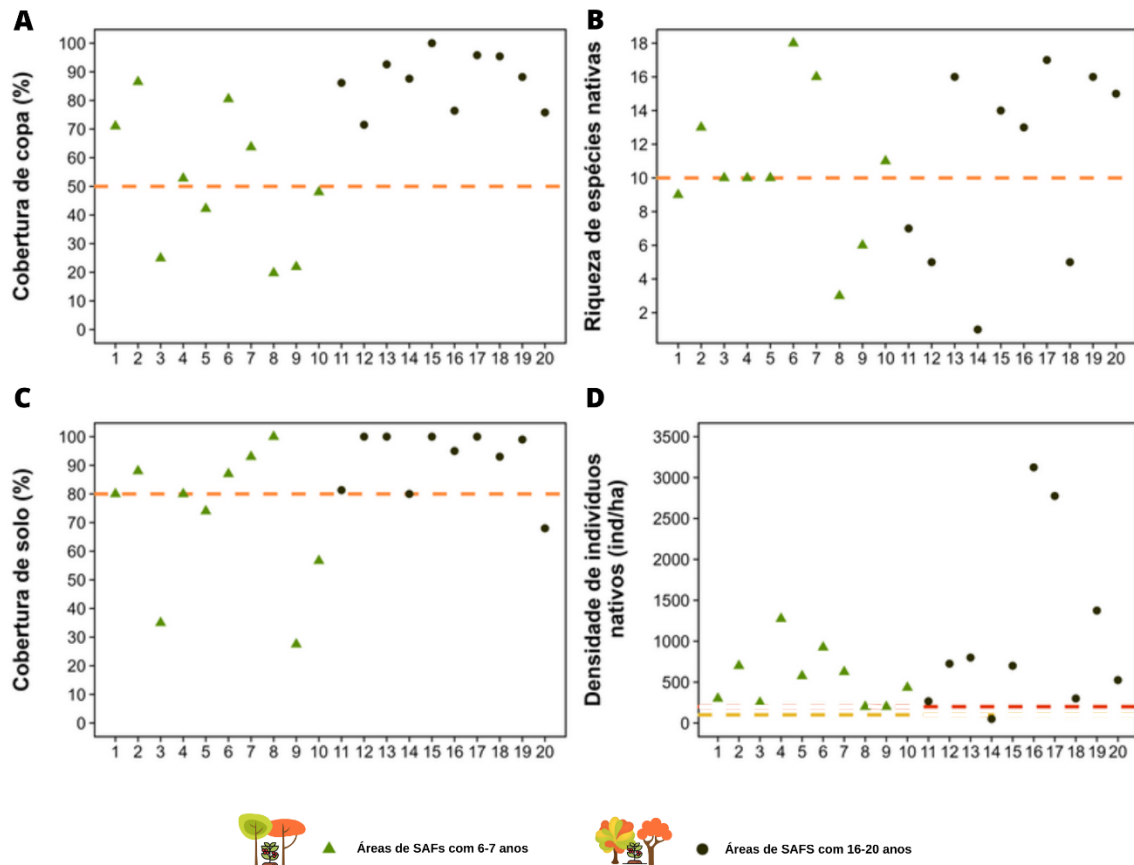 A
Cobertura de copa (%)
100
90
80
70
60
50
40
30
20
10
0
1 2 3 4 5 6 7 8 9 10 11 12 13 14 15 16 17 18 19 20
B
Riqueza de espécies nativas
18
16
14
12
10
8
6
4
2
1 2 3 4 5 6 7 8 9 10 11 12 13 14 15 16 17 18 19 20
C
Cobertura de solo (%)
100
90
80
70
60
50
40
30
20
10
0
1 2 3 4 5 6 7 8 9 10 11 12 13 14 15 16 17 18 19 20
D
Densidade de indivíduos
nativos (ind/ha)
3500
3000
2500
2000
1500
1000
500
0
1 2 3 4 5 6 7 8 9 10 11 12 13 14 15 16 17 18 19 20
Áreas de SAFs com 6-7 anos
Áreas de SAFS com 16-20 anos